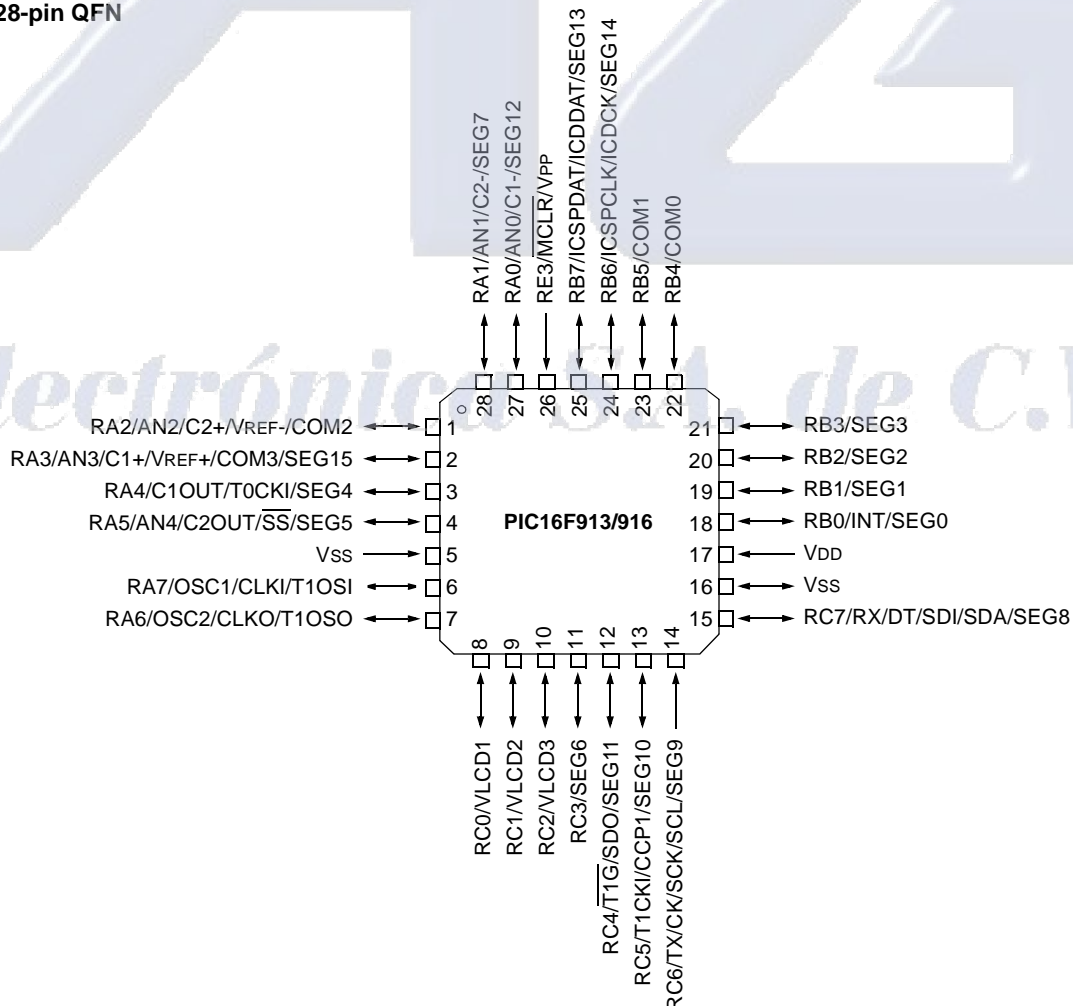 28-pin QFN
RA1/AN1/C2-/SEG7
RA0/AN0/C1-/SEG12
RE3/MCLR/VPP
RB7/ICSPDAT/ICDDAT/SEG13
RB6/ICSPCLK/ICDCK/SEG14
RB5/COM1
RB4/COM0
28 27 26 25 24 23 22
RA2/AN2/C2+/VREF-/COM2 1
RA3/AN3/C1+/VREF+/COM3/SEG15 2
RA4/C1OUT/T0CKI/SEG4 3
RA5/AN4/C2OUT/SS/SEG5 4
VSS 5
RA7/OSC1/CLKI/T1OSI 6
RA6/OSC2/CLKO/T1OSO 7
PIC16F913/916
21 RB3/SEG3
20 RB2/SEG2
19 RB1/SEG1
18 RB0/INT/SEG0
17 VDD
16 VSS
15 RC7/RX/DT/SDI/SDA/SEG8
8 9 10 11 12 13 14
RC0/VLCD1
RC1/VLCD2
RC2/VLCD3
RC3/SEG6
RC4/T1G/SDO/SEG11
RC5/T1CKI/CCP1/SEG10
RC6/TX/CK/SCK/SCL/SEG9
S.A. de C.